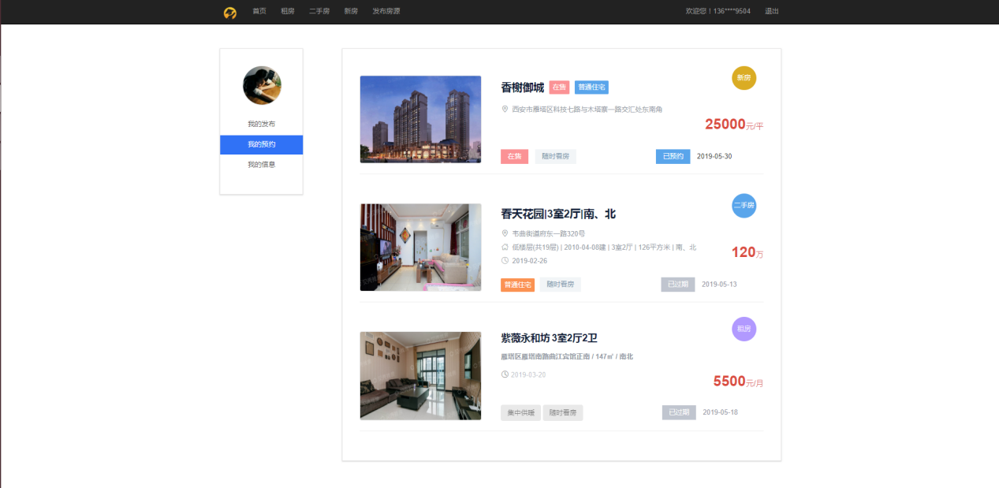 首页 租房 二手房 新房 发布房源 欢迎您！136****9504 退出
我的发布
我的预约
我的信息
新房
香榭御城 在售 普通住宅
西安市雁塔区科技七路与木塔寨一路交汇处东南角
25000元/平
在售 随时看房 已预约 2019-05-30
二手房
春天花园|3室2厅|南、北
韦曲街道府东一路320号
低楼层(共19层) | 2010-04-08建 | 3室2厅 | 126平方米 | 南、北
120万
2019-02-26
普通住宅 随时看房 已过期 2019-05-13
租房
紫薇永和坊 3室2厅2卫
雁塔区雁塔南路曲江宾馆正南 / 147㎡ / 南北
2019-03-20
5500元/月
集中供暖 随时看房 已过期 2019-05-18